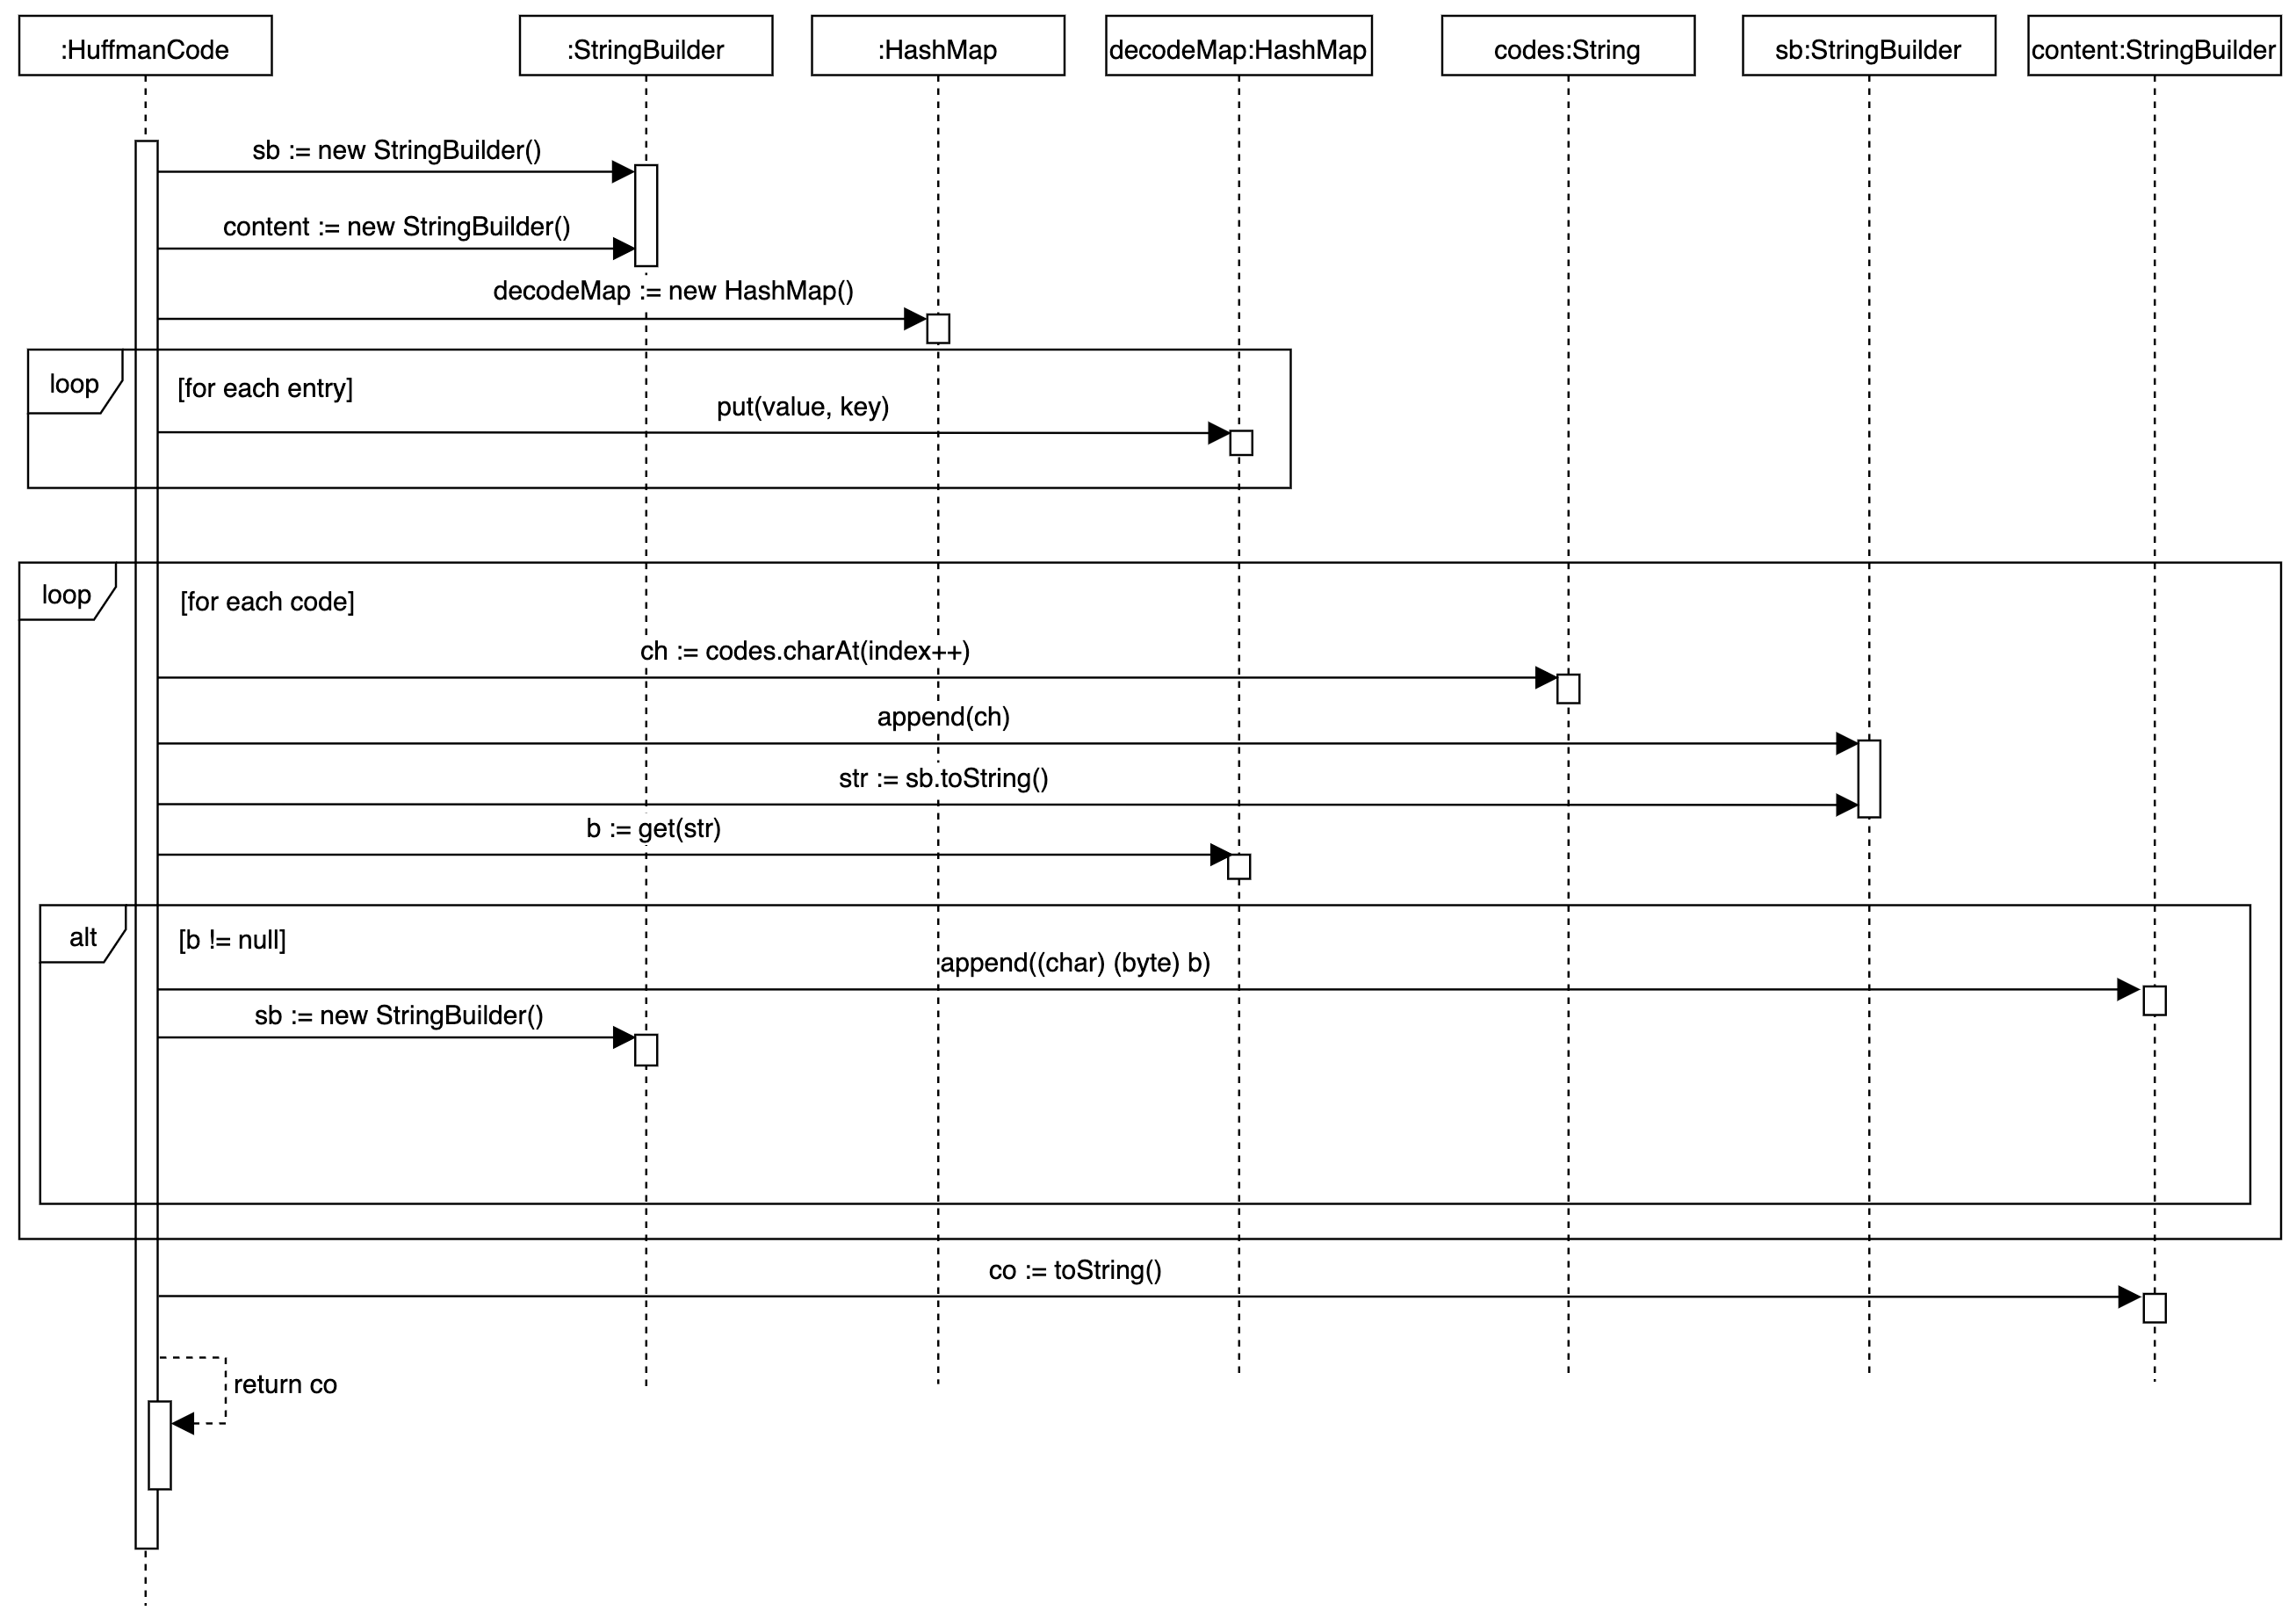 :HuffmanCode
:StringBuilder
:HashMap
decodeMap:HashMap
codes:String
sb:StringBuilder
content:StringBuilder
sb := new StringBuilder()
content := new StringBuilder()
decodeMap := new HashMap()
loop
[for each entry]
put(value, key)
loop
[for each code]
ch := codes.charAt(index++)
append(ch)
str := sb.toString()
b := get(str)
alt
[b != null]
append((char) (byte) b)
sb := new StringBuilder()
co := toString()
return co